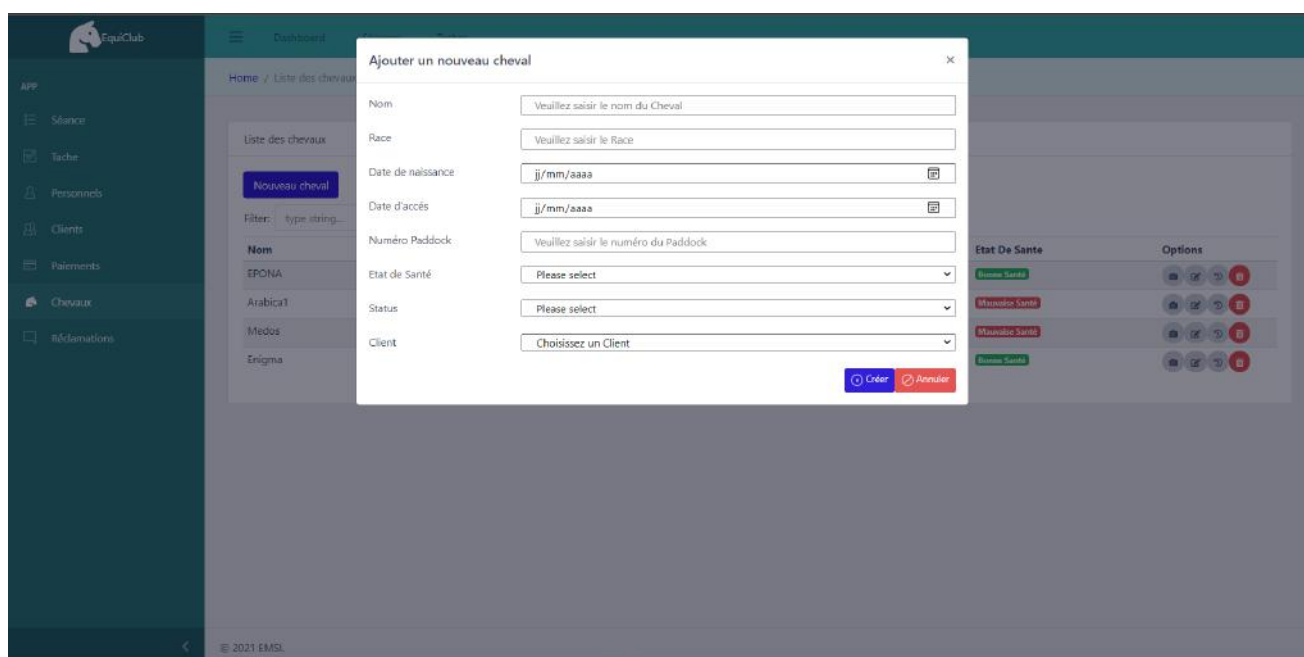 EquiClub
Dashboard
Home / Liste des chevaux
APP
Séance
Tache
Personnels
Clients
Paiements
Chevaux
Réclamations
Liste des chevaux
Nouveau cheval
Filter: type string...
Nom
Etat De Sante
Options
EPONA
Bonne Santé
Arabica1
Mauvaise Santé
Medos
Mauvaise Santé
Enigma
Bonne Santé
Ajouter un nouveau cheval ×
Nom
Veuillez saisir le nom du Cheval
Race
Veuillez saisir le Race
Date de naissance
jj/mm/aaaa
Date d'accés
jj/mm/aaaa
Numéro Paddock
Veuillez saisir le numéro du Paddock
Etat de Santé
Please select
Status
Please select
Client
Choisissez un Client
Créer
Annuler
© 2021 EMSI.